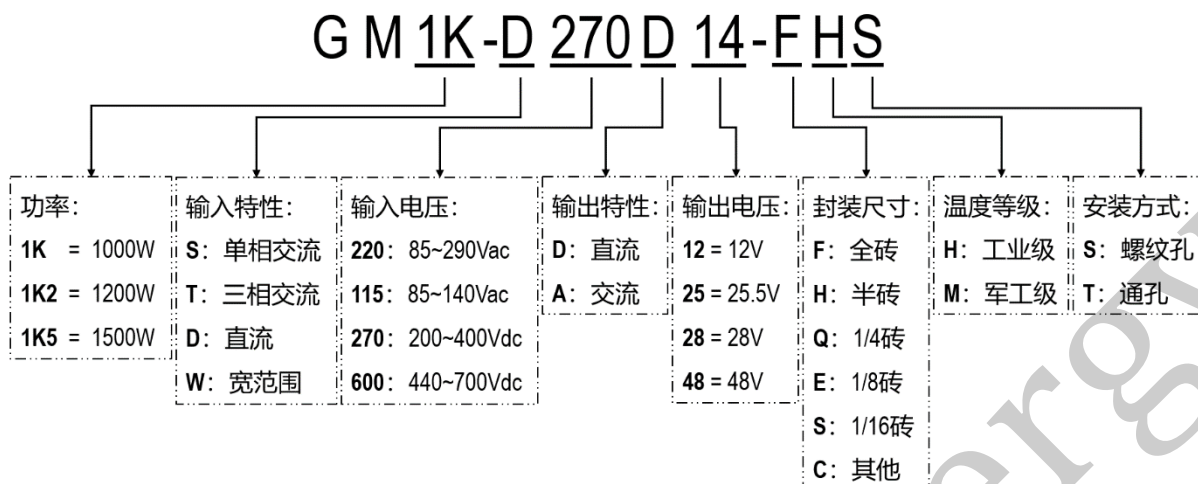 GM1K-D270D14-FHS
功率：
1K = 1000W
1K2 = 1200W
1K5 = 1500W
输入特性：
S：单相交流
T：三相交流
D：直流
W：宽范围
输入电压：
220：85~290Vac
115：85~140Vac
270：200~400Vdc
600：440~700Vdc
输出特性：
D：直流
A：交流
输出电压：
12 = 12V
25 = 25.5V
28 = 28V
48 = 48V
封装尺寸：
F：全砖
H：半砖
Q：1/4砖
E：1/8砖
S：1/16砖
C：其他
温度等级：
H：工业级
M：军工级
安装方式：
S：螺纹孔
T：通孔